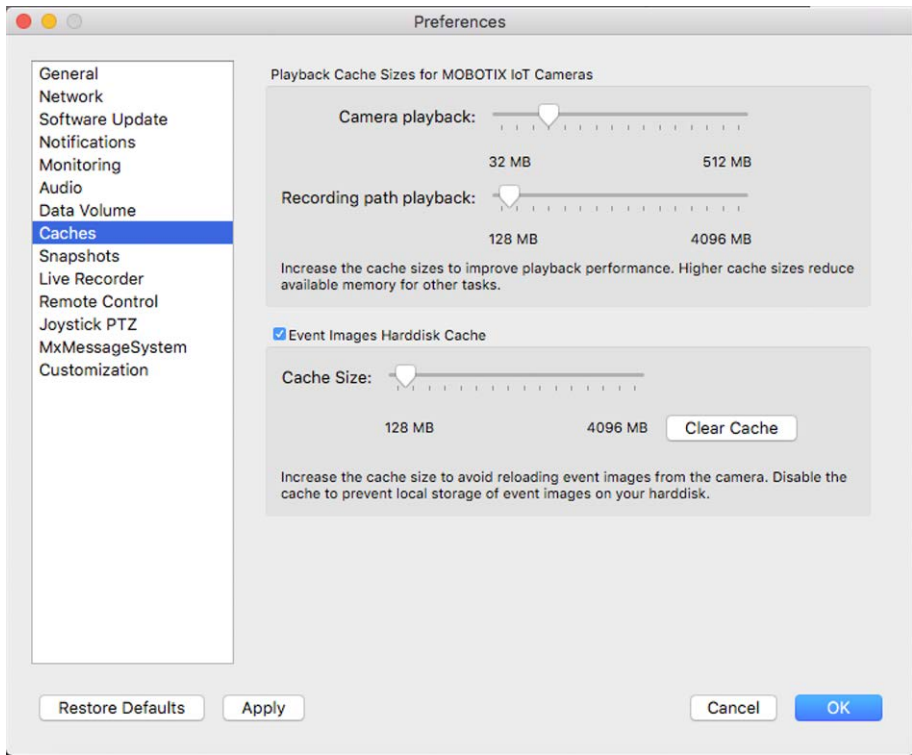 Preferences
General
Network
Software Update
Notifications
Monitoring
Audio
Data Volume
Caches
Snapshots
Live Recorder
Remote Control
Joystick PTZ
MxMessageSystem
Customization
Playback Cache Sizes for MOBOTIX IoT Cameras
Camera playback:
32 MB 512 MB
Recording path playback:
128 MB 4096 MB
Increase the cache sizes to improve playback performance. Higher cache sizes reduce
available memory for other tasks.
Event Images Harddisk Cache
Cache Size:
128 MB 4096 MB Clear Cache
Increase the cache size to avoid reloading event images from the camera. Disable the
cache to prevent local storage of event images on your harddisk.
Restore Defaults Apply Cancel OK